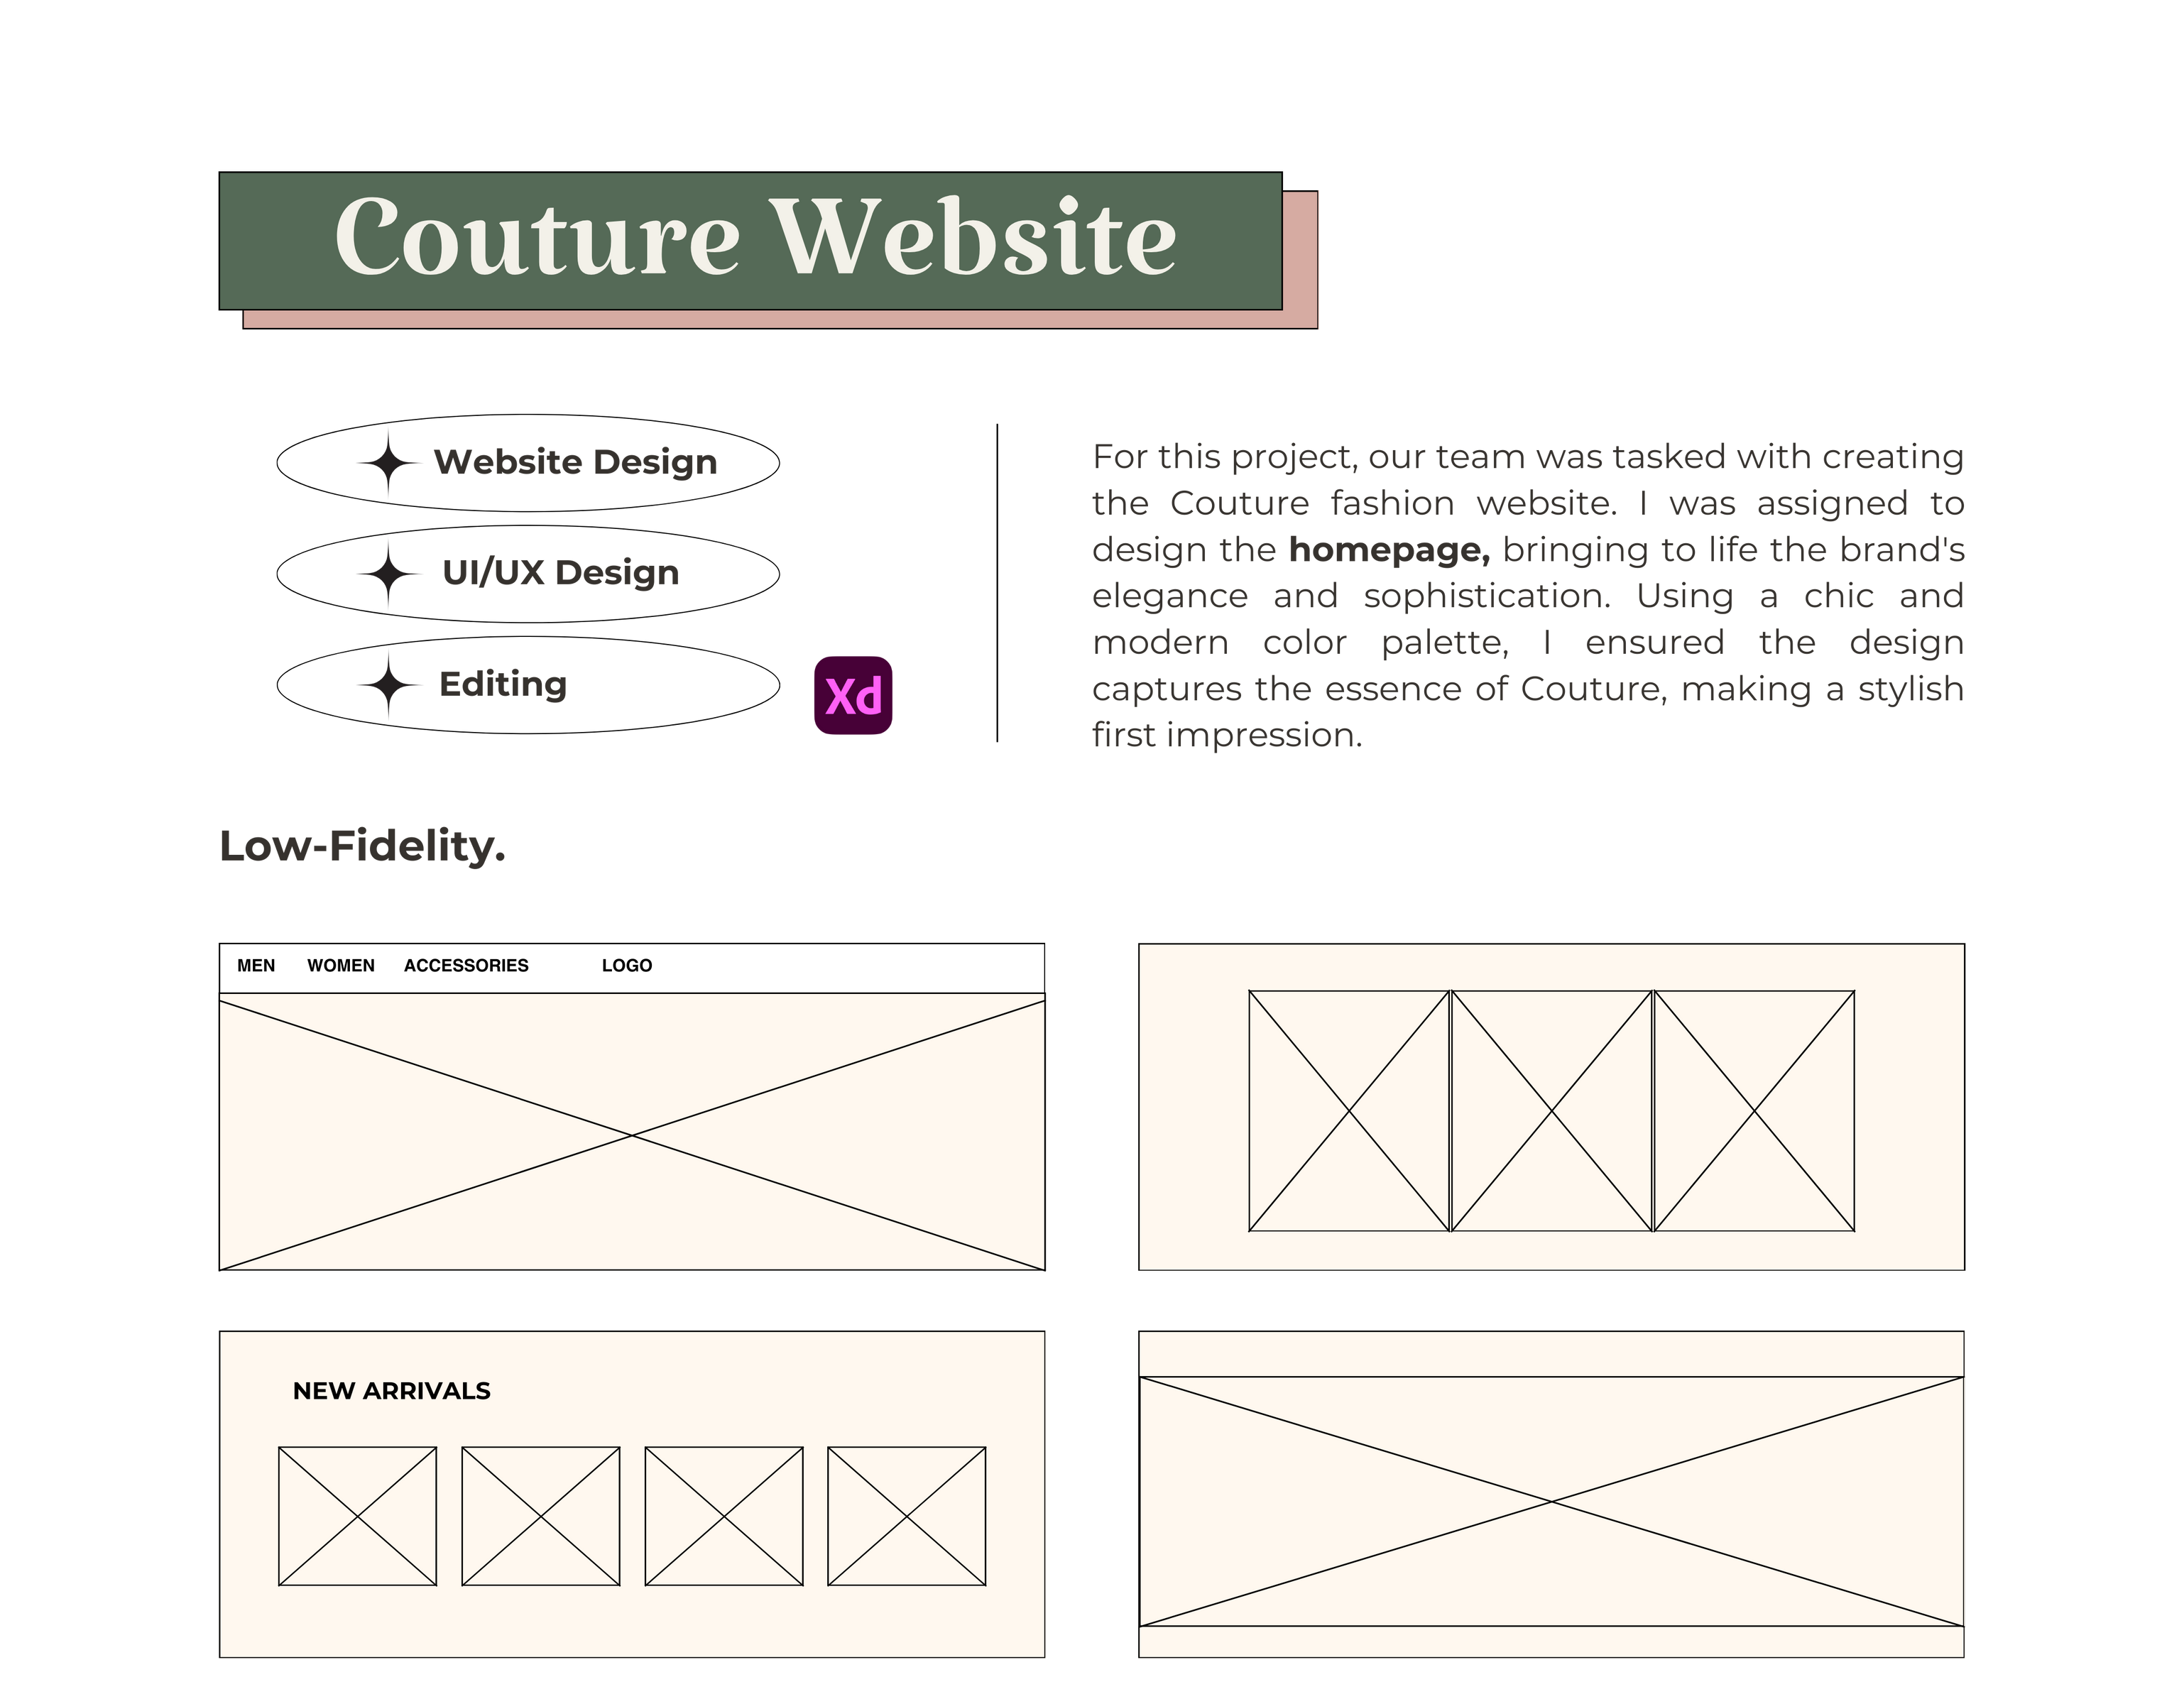 Couture Website
Website Design
UI/UX Design
Editing
Xd
For this project, our team was tasked with creating
the Couture fashion website. I was assigned to
design the homepage, bringing to life the brand's
elegance and sophistication. Using a chic and
modern color palette, I ensured the design
captures the essence of Couture, making a stylish
first impression.
Low-Fidelity.
MEN WOMEN ACCESSORIES LOGO
NEW ARRIVALS